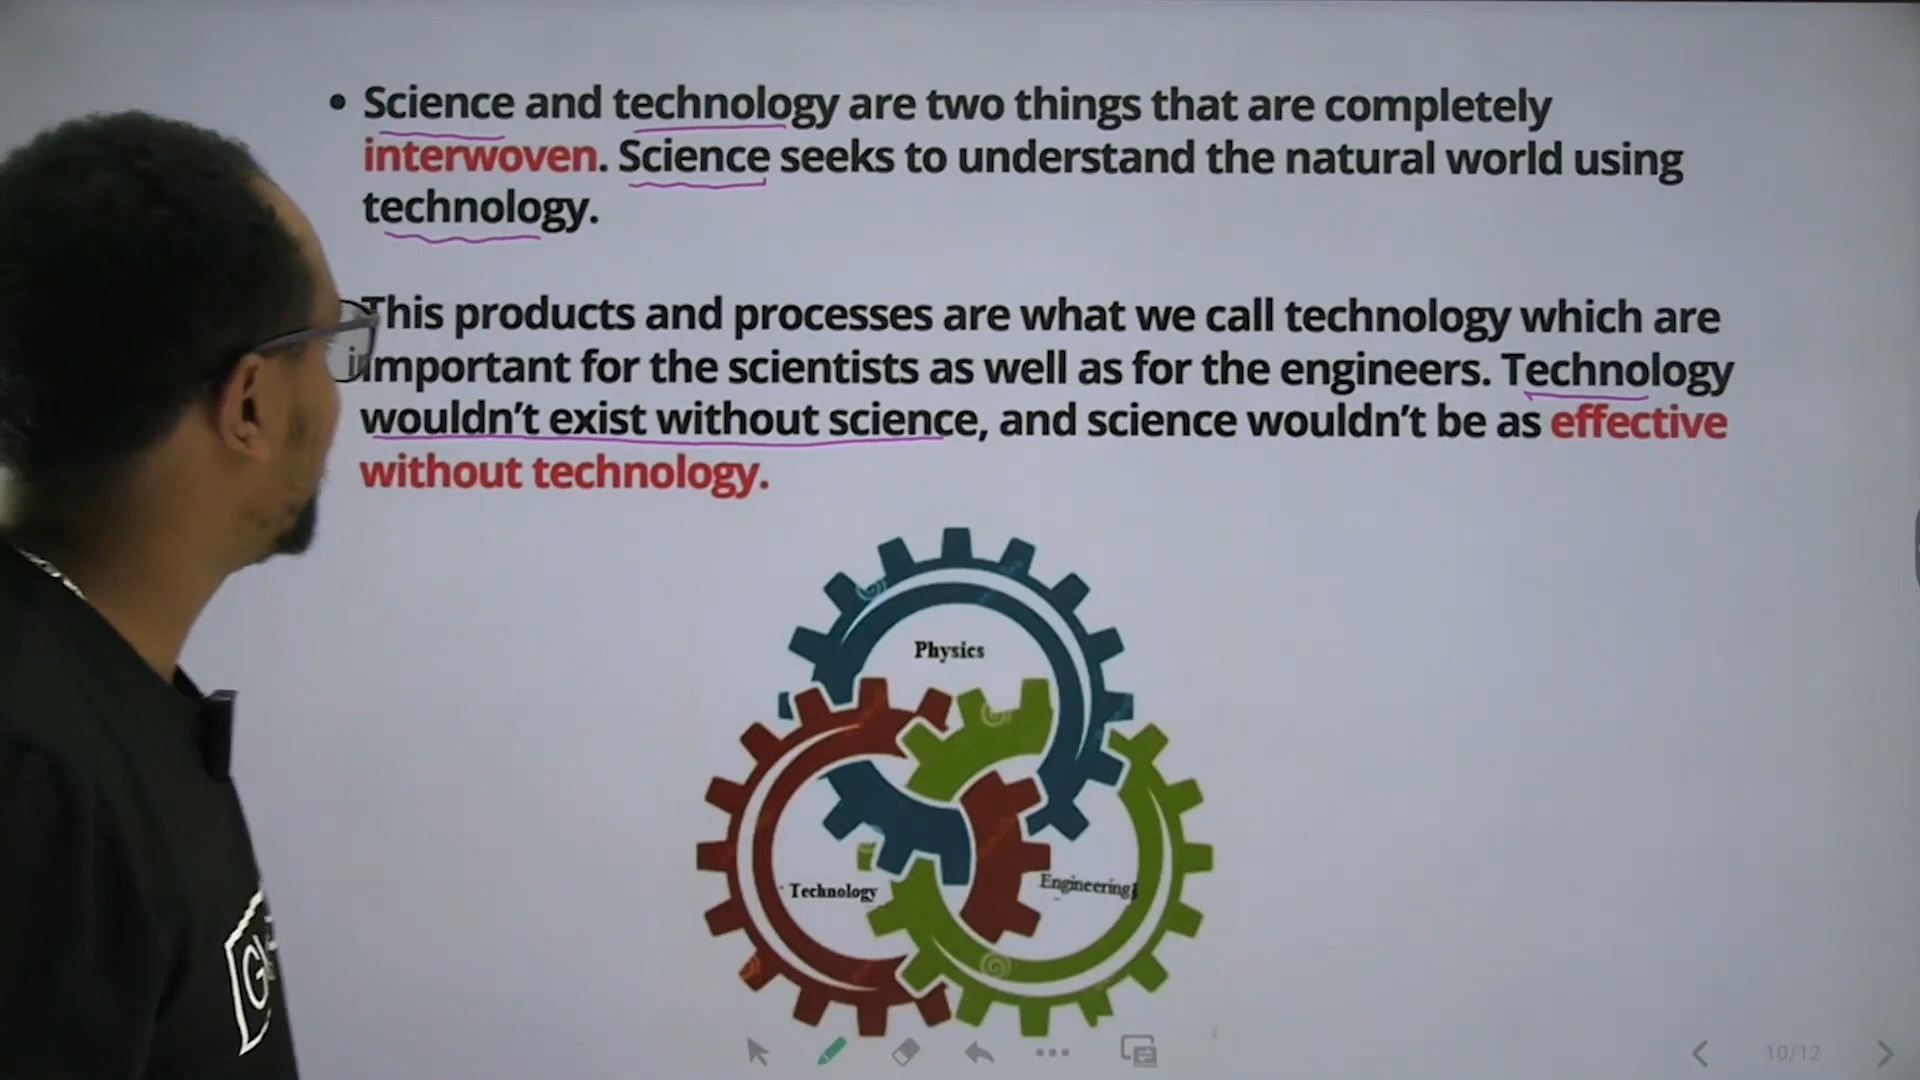 • Science and technology are two things that are completely
interwoven. Science seeks to understand the natural world using
technology.
This products and processes are what we call technology which are
important for the scientists as well as for the engineers. Technology
wouldn't exist without science, and science wouldn't be as effective
without technology.
Physics
Technology
Engineering
10/12